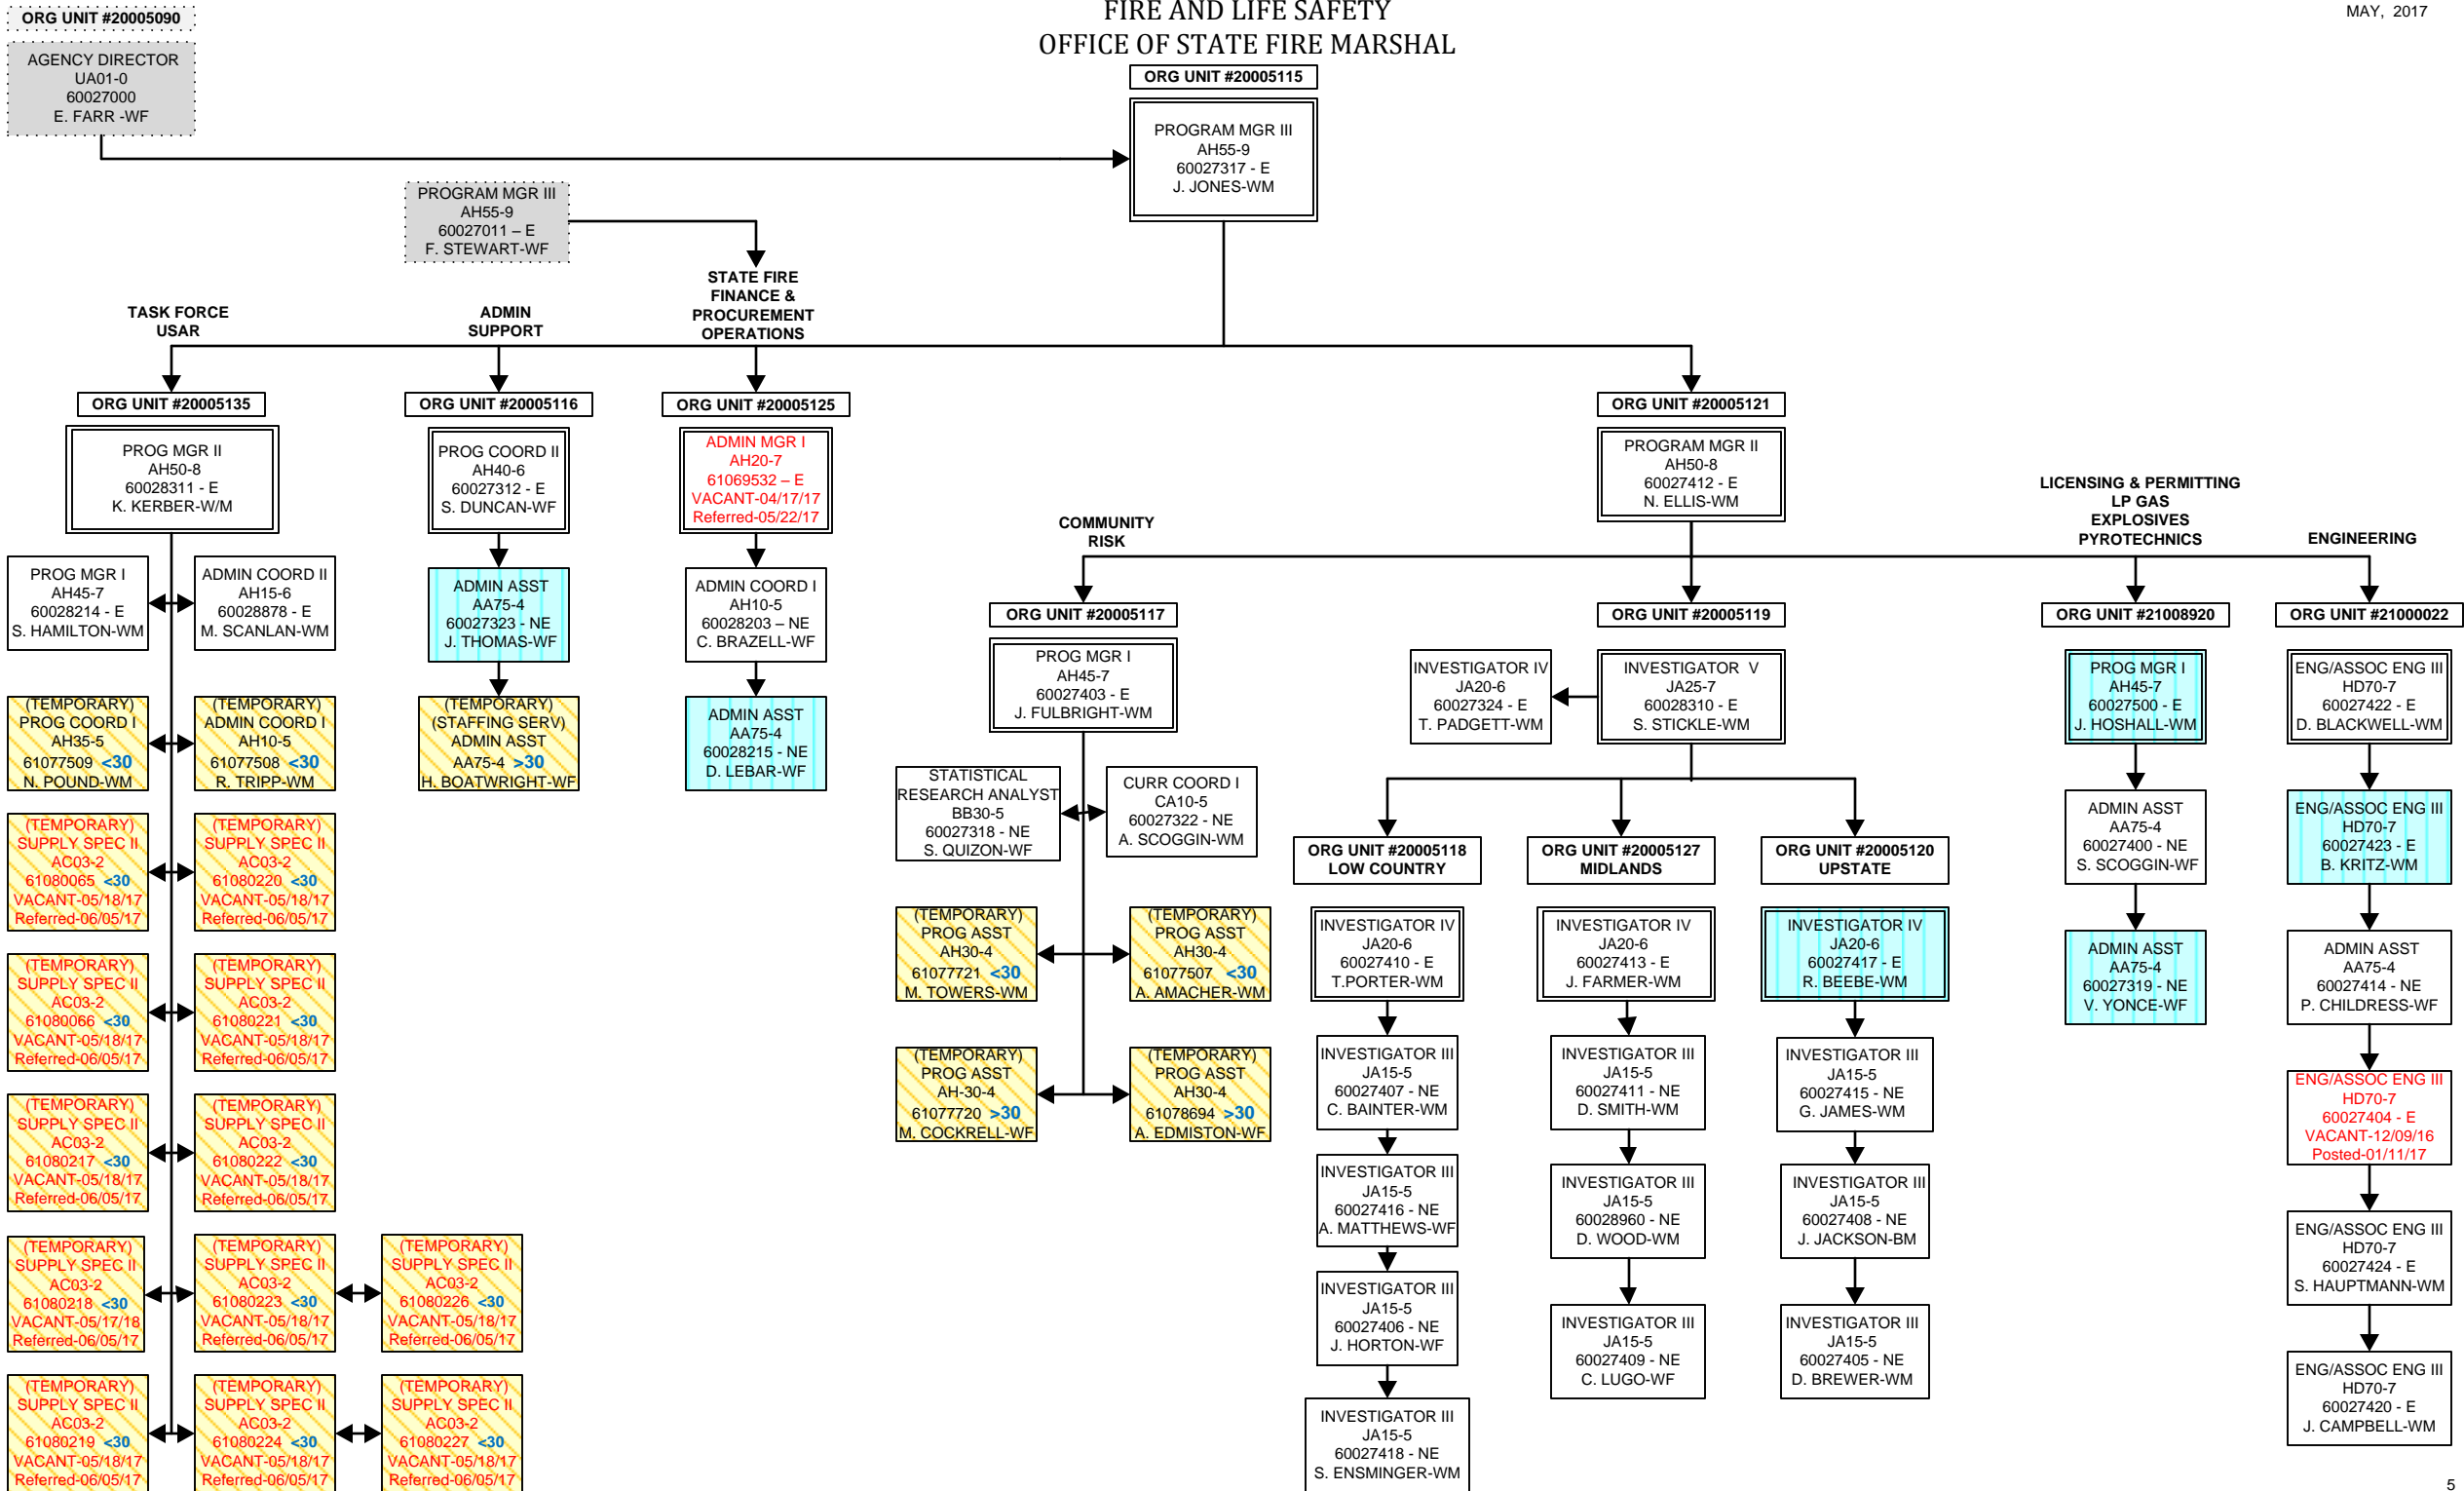 FIRE AND LIFE SAFETY
OFFICE OF STATE FIRE MARSHAL
MAY, 2017
ORG UNIT #20005090
AGENCY DIRECTOR
UA01-0
60027000
E. FARR -WF
ORG UNIT #20005115
PROGRAM MGR III
AH55-9
60027317 - E
J. JONES-WM
PROGRAM MGR III
AH55-9
60027011 – E
F. STEWART-WF
TASK FORCE
USAR
ADMIN
SUPPORT
STATE FIRE
FINANCE &
PROCUREMENT
OPERATIONS
ORG UNIT #20005135
PROG MGR II
AH50-8
60028311 - E
K. KERBER-W/M
PROG MGR I
AH45-7
60028214 - E
S. HAMILTON-WM
ADMIN COORD II
AH15-6
60028878 - E
M. SCANLAN-WM
(TEMPORARY)
PROG COORD I
AH35-5
61077509 <30
N. POUND-WM
(TEMPORARY)
ADMIN COORD I
AH10-5
61077508 <30
R. TRIPP-WM
(TEMPORARY)
SUPPLY SPEC II
AC03-2
61080065 <30
VACANT-05/18/17
Referred-06/05/17
(TEMPORARY)
SUPPLY SPEC II
AC03-2
61080220 <30
VACANT-05/18/17
Referred-06/05/17
(TEMPORARY)
SUPPLY SPEC II
AC03-2
61080066 <30
VACANT-05/18/17
Referred-06/05/17
(TEMPORARY)
SUPPLY SPEC II
AC03-2
61080221 <30
VACANT-05/18/17
Referred-06/05/17
(TEMPORARY)
SUPPLY SPEC II
AC03-2
61080217 <30
VACANT-05/18/17
Referred-06/05/17
(TEMPORARY)
SUPPLY SPEC II
AC03-2
61080222 <30
VACANT-05/18/17
Referred-06/05/17
(TEMPORARY)
SUPPLY SPEC II
AC03-2
61080218 <30
VACANT-05/17/18
Referred-06/05/17
(TEMPORARY)
SUPPLY SPEC II
AC03-2
61080223 <30
VACANT-05/18/17
Referred-06/05/17
(TEMPORARY)
SUPPLY SPEC II
AC03-2
61080226 <30
VACANT-05/18/17
Referred-06/05/17
(TEMPORARY)
SUPPLY SPEC II
AC03-2
61080219 <30
VACANT-05/18/17
Referred-06/05/17
(TEMPORARY)
SUPPLY SPEC II
AC03-2
61080224 <30
VACANT-05/18/17
Referred-06/05/17
(TEMPORARY)
SUPPLY SPEC II
AC03-2
61080227 <30
VACANT-05/18/17
Referred-06/05/17
ORG UNIT #20005116
PROG COORD II
AH40-6
60027312 - E
S. DUNCAN-WF
ADMIN ASST
AA75-4
60027323 - NE
J. THOMAS-WF
(TEMPORARY)
(STAFFING SERV)
ADMIN ASST
AA75-4 >30
H. BOATWRIGHT-WF
ORG UNIT #20005125
ADMIN MGR I
AH20-7
61069532 – E
VACANT-04/17/17
Referred-05/22/17
ADMIN COORD I
AH10-5
60028203 – NE
C. BRAZELL-WF
ADMIN ASST
AA75-4
60028215 - NE
D. LEBAR-WF
ORG UNIT #20005121
PROGRAM MGR II
AH50-8
60027412 - E
N. ELLIS-WM
COMMUNITY
RISK
LICENSING & PERMITTING
LP GAS
EXPLOSIVES
PYROTECHNICS
ENGINEERING
ORG UNIT #20005117
PROG MGR I
AH45-7
60027403 - E
J. FULBRIGHT-WM
STATISTICAL
RESEARCH ANALYST
BB30-5
60027318 - NE
S. QUIZON-WF
CURR COORD I
CA10-5
60027322 - NE
A. SCOGGIN-WM
(TEMPORARY)
PROG ASST
AH30-4
61077721 <30
M. TOWERS-WM
(TEMPORARY)
PROG ASST
AH30-4
61077507 <30
A. AMACHER-WM
(TEMPORARY)
PROG ASST
AH-30-4
61077720 >30
M. COCKRELL-WF
(TEMPORARY)
PROG ASST
AH30-4
61078694 >30
A. EDMISTON-WF
ORG UNIT #20005119
INVESTIGATOR IV
JA20-6
60027324 - E
T. PADGETT-WM
INVESTIGATOR V
JA25-7
60028310 - E
S. STICKLE-WM
ORG UNIT #20005118
LOW COUNTRY
INVESTIGATOR IV
JA20-6
60027410 - E
T.PORTER-WM
INVESTIGATOR III
JA15-5
60027407 - NE
C. BAINTER-WM
INVESTIGATOR III
JA15-5
60027416 - NE
A. MATTHEWS-WF
INVESTIGATOR III
JA15-5
60027406 - NE
J. HORTON-WF
INVESTIGATOR III
JA15-5
60027418 - NE
S. ENSMINGER-WM
ORG UNIT #20005127
MIDLANDS
INVESTIGATOR IV
JA20-6
60027413 - E
J. FARMER-WM
INVESTIGATOR III
JA15-5
60027411 - NE
D. SMITH-WM
INVESTIGATOR III
JA15-5
60028960 - NE
D. WOOD-WM
INVESTIGATOR III
JA15-5
60027409 - NE
C. LUGO-WF
ORG UNIT #20005120
UPSTATE
INVESTIGATOR IV
JA20-6
60027417 - E
R. BEEBE-WM
INVESTIGATOR III
JA15-5
60027415 - NE
G. JAMES-WM
INVESTIGATOR III
JA15-5
60027408 - NE
J. JACKSON-BM
INVESTIGATOR III
JA15-5
60027405 - NE
D. BREWER-WM
ORG UNIT #21008920
PROG MGR I
AH45-7
60027500 - E
J. HOSHALL-WM
ADMIN ASST
AA75-4
60027400 - NE
S. SCOGGIN-WF
ADMIN ASST
AA75-4
60027319 - NE
V. YONCE-WF
ORG UNIT #21000022
ENG/ASSOC ENG III
HD70-7
60027422 - E
D. BLACKWELL-WM
ENG/ASSOC ENG III
HD70-7
60027423 - E
B. KRITZ-WM
ADMIN ASST
AA75-4
60027414 - NE
P. CHILDRESS-WF
ENG/ASSOC ENG III
HD70-7
60027404 - E
VACANT-12/09/16
Posted-01/11/17
ENG/ASSOC ENG III
HD70-7
60027424 - E
S. HAUPTMANN-WM
ENG/ASSOC ENG III
HD70-7
60027420 - E
J. CAMPBELL-WM
5